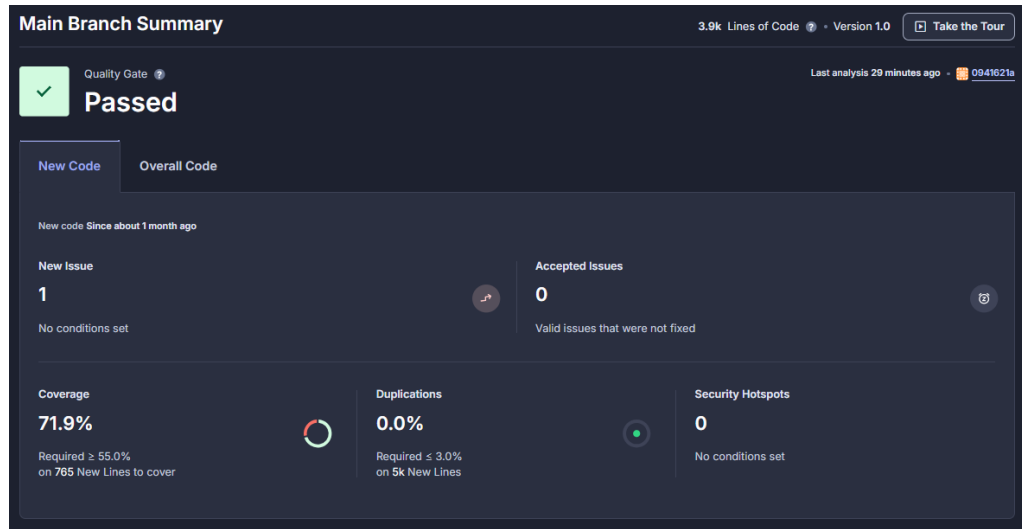 Main Branch Summary
3.9k Lines of Code ? • Version 1.0
Take the Tour
Quality Gate ?
Passed
Last analysis 29 minutes ago • 0941621a
New Code
Overall Code
New code Since about 1 month ago
New Issue
1
No conditions set
Accepted Issues
0
Valid issues that were not fixed
Coverage
71.9%
Required ≥ 55.0%
on 765 New Lines to cover
Duplications
0.0%
Required ≤ 3.0%
on 5k New Lines
Security Hotspots
0
No conditions set